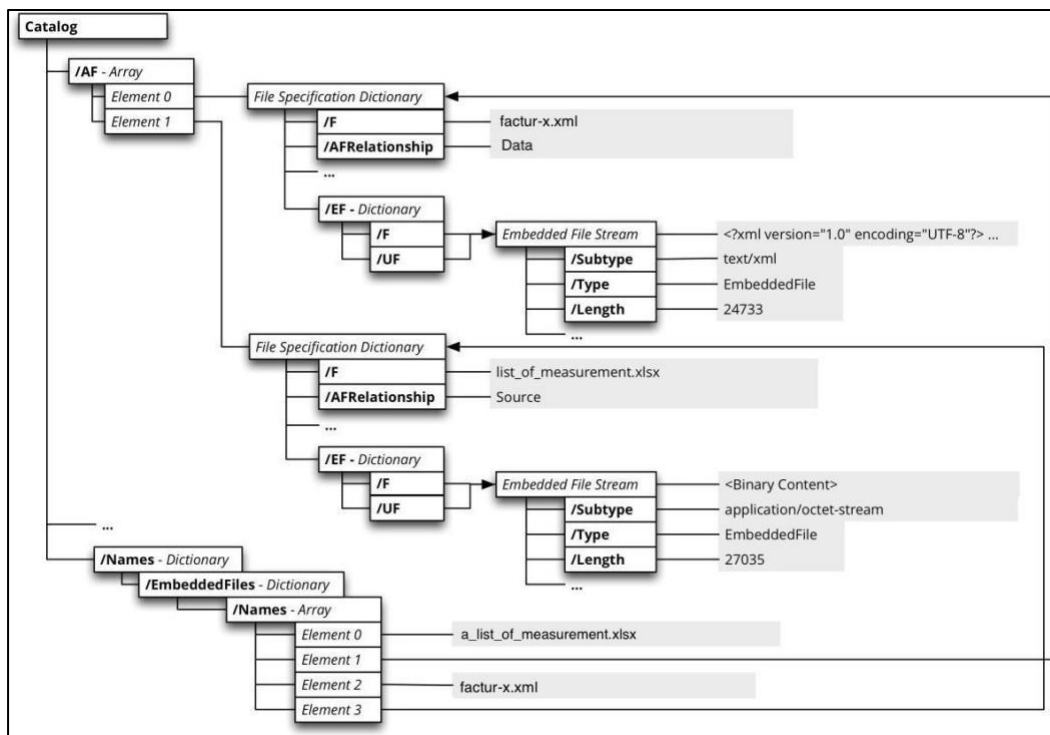 Catalog
/AF - Array
Element 0
Element 1
File Specification Dictionary
/F
factur-x.xml
/AFRelationship
Data
...
/EF - Dictionary
/F
/UF
Embedded File Stream
<?xml version="1.0" encoding="UTF-8"?> ...
/Subtype
text/xml
/Type
EmbeddedFile
/Length
24733
...
File Specification Dictionary
/F
list_of_measurement.xlsx
/AFRelationship
Source
...
/EF - Dictionary
/F
/UF
Embedded File Stream
<Binary Content>
/Subtype
application/octet-stream
/Type
EmbeddedFile
/Length
27035
...
...
/Names - Dictionary
/EmbeddedFiles - Dictionary
/Names - Array
Element 0
a_list_of_measurement.xlsx
Element 1
Element 2
factur-x.xml
Element 3